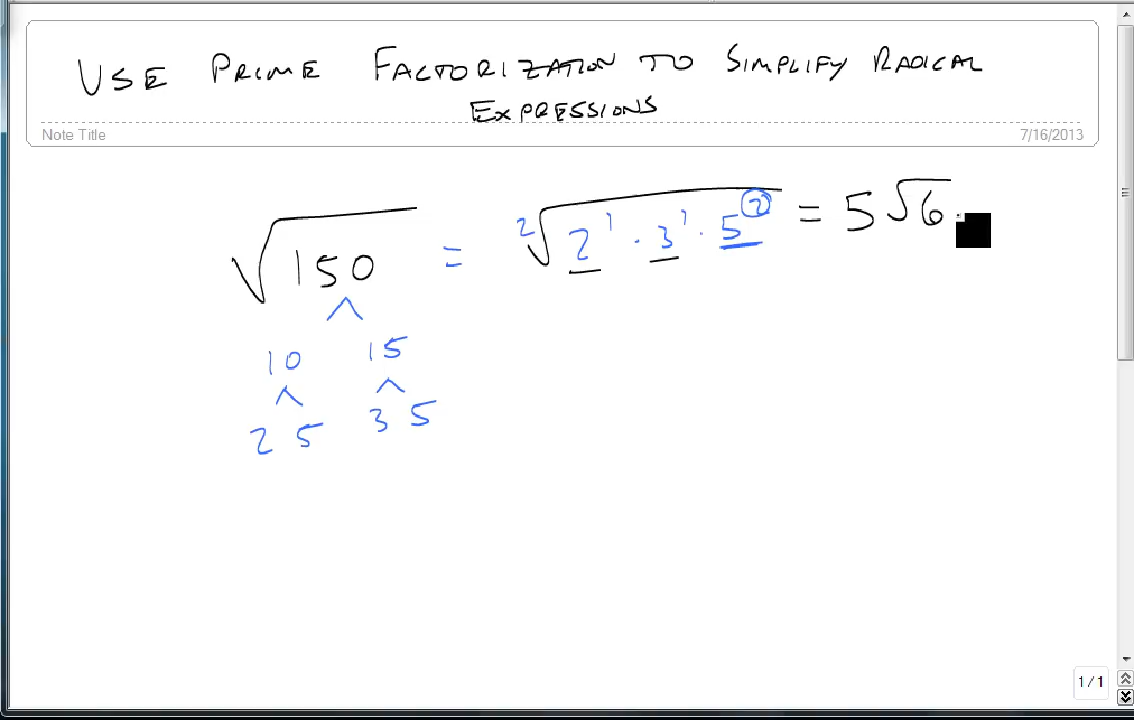 USE PRIME FACTORIZATION TO SIMPLIFY RADICAL
EXPRESSIONS
Note Title
7/16/2013
√150 = ²√2¹ · 3¹ · 5² = 5√6
10 15
2 5 3 5
1/1